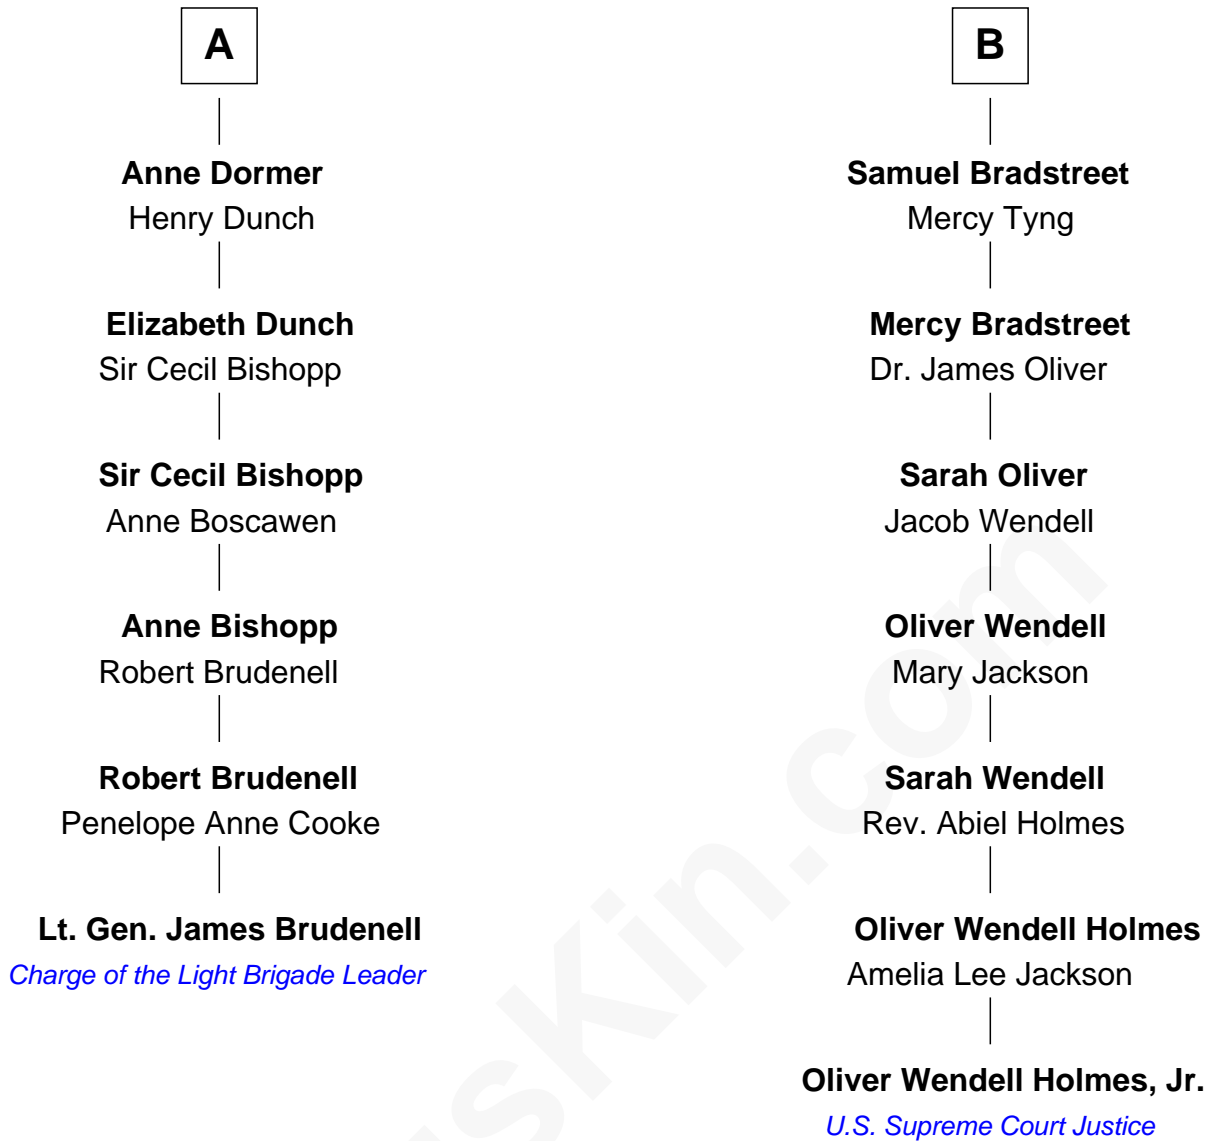 A
Anne Dormer
Henry Dunch
Elizabeth Dunch
Sir Cecil Bishopp
Sir Cecil Bishopp
Anne Boscawen
Anne Bishopp
Robert Brudenell
Robert Brudenell
Penelope Anne Cooke
Lt. Gen. James Brudenell
Charge of the Light Brigade Leader
B
Samuel Bradstreet
Mercy Tyng
Mercy Bradstreet
Dr. James Oliver
Sarah Oliver
Jacob Wendell
Oliver Wendell
Mary Jackson
Sarah Wendell
Rev. Abiel Holmes
Oliver Wendell Holmes
Amelia Lee Jackson
Oliver Wendell Holmes, Jr.
U.S. Supreme Court Justice